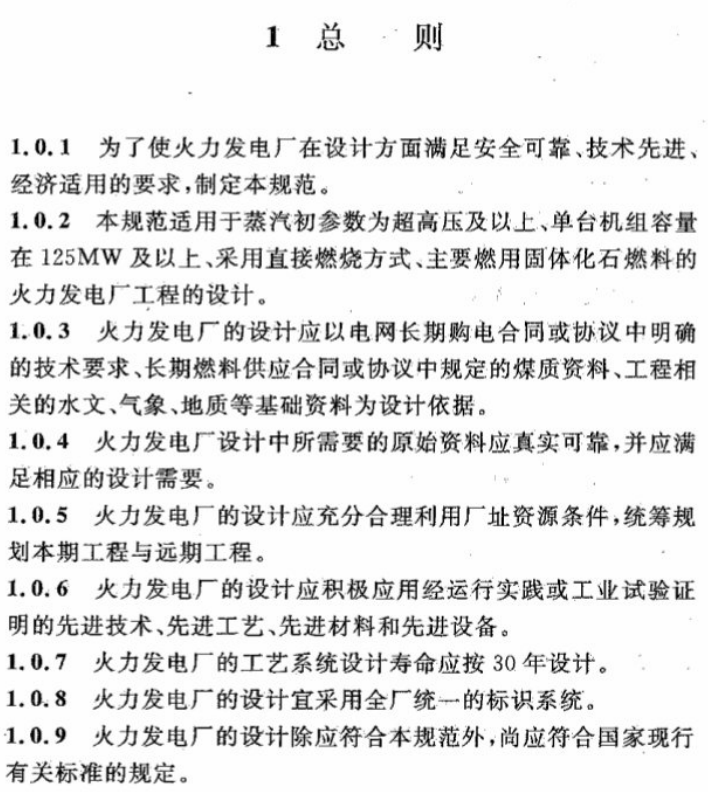 1 总 则
1.0.1 为了使火力发电厂在设计方面满足安全可靠、技术先进、
经济适用的要求,制定本规范。
1.0.2 本规范适用于蒸汽初参数为超高压及以上、单台机组容量
在 125MW 及以上、采用直接燃烧方式、主要燃用固体化石燃料的
火力发电厂工程的设计。
1.0.3 火力发电厂的设计应以电网长期购电合同或协议中明确
的技术要求、长期燃料供应合同或协议中规定的煤质资料、工程相
关的水文、气象、地质等基础资料为设计依据。
1.0.4 火力发电厂设计中所需要的原始资料应真实可靠,并应满
足相应的设计需要。
1.0.5 火力发电厂的设计应充分合理利用厂址资源条件,统筹规
划本期工程与远期工程。
1.0.6 火力发电厂的设计应积极应用经运行实践或工业试验证
明的先进技术、先进工艺、先进材料和先进设备。
1.0.7 火力发电厂的工艺系统设计寿命应按 30 年设计。
1.0.8 火力发电厂的设计宜采用全厂统一的标识系统。
1.0.9 火力发电厂的设计除应符合本规范外,尚应符合国家现行
有关标准的规定。